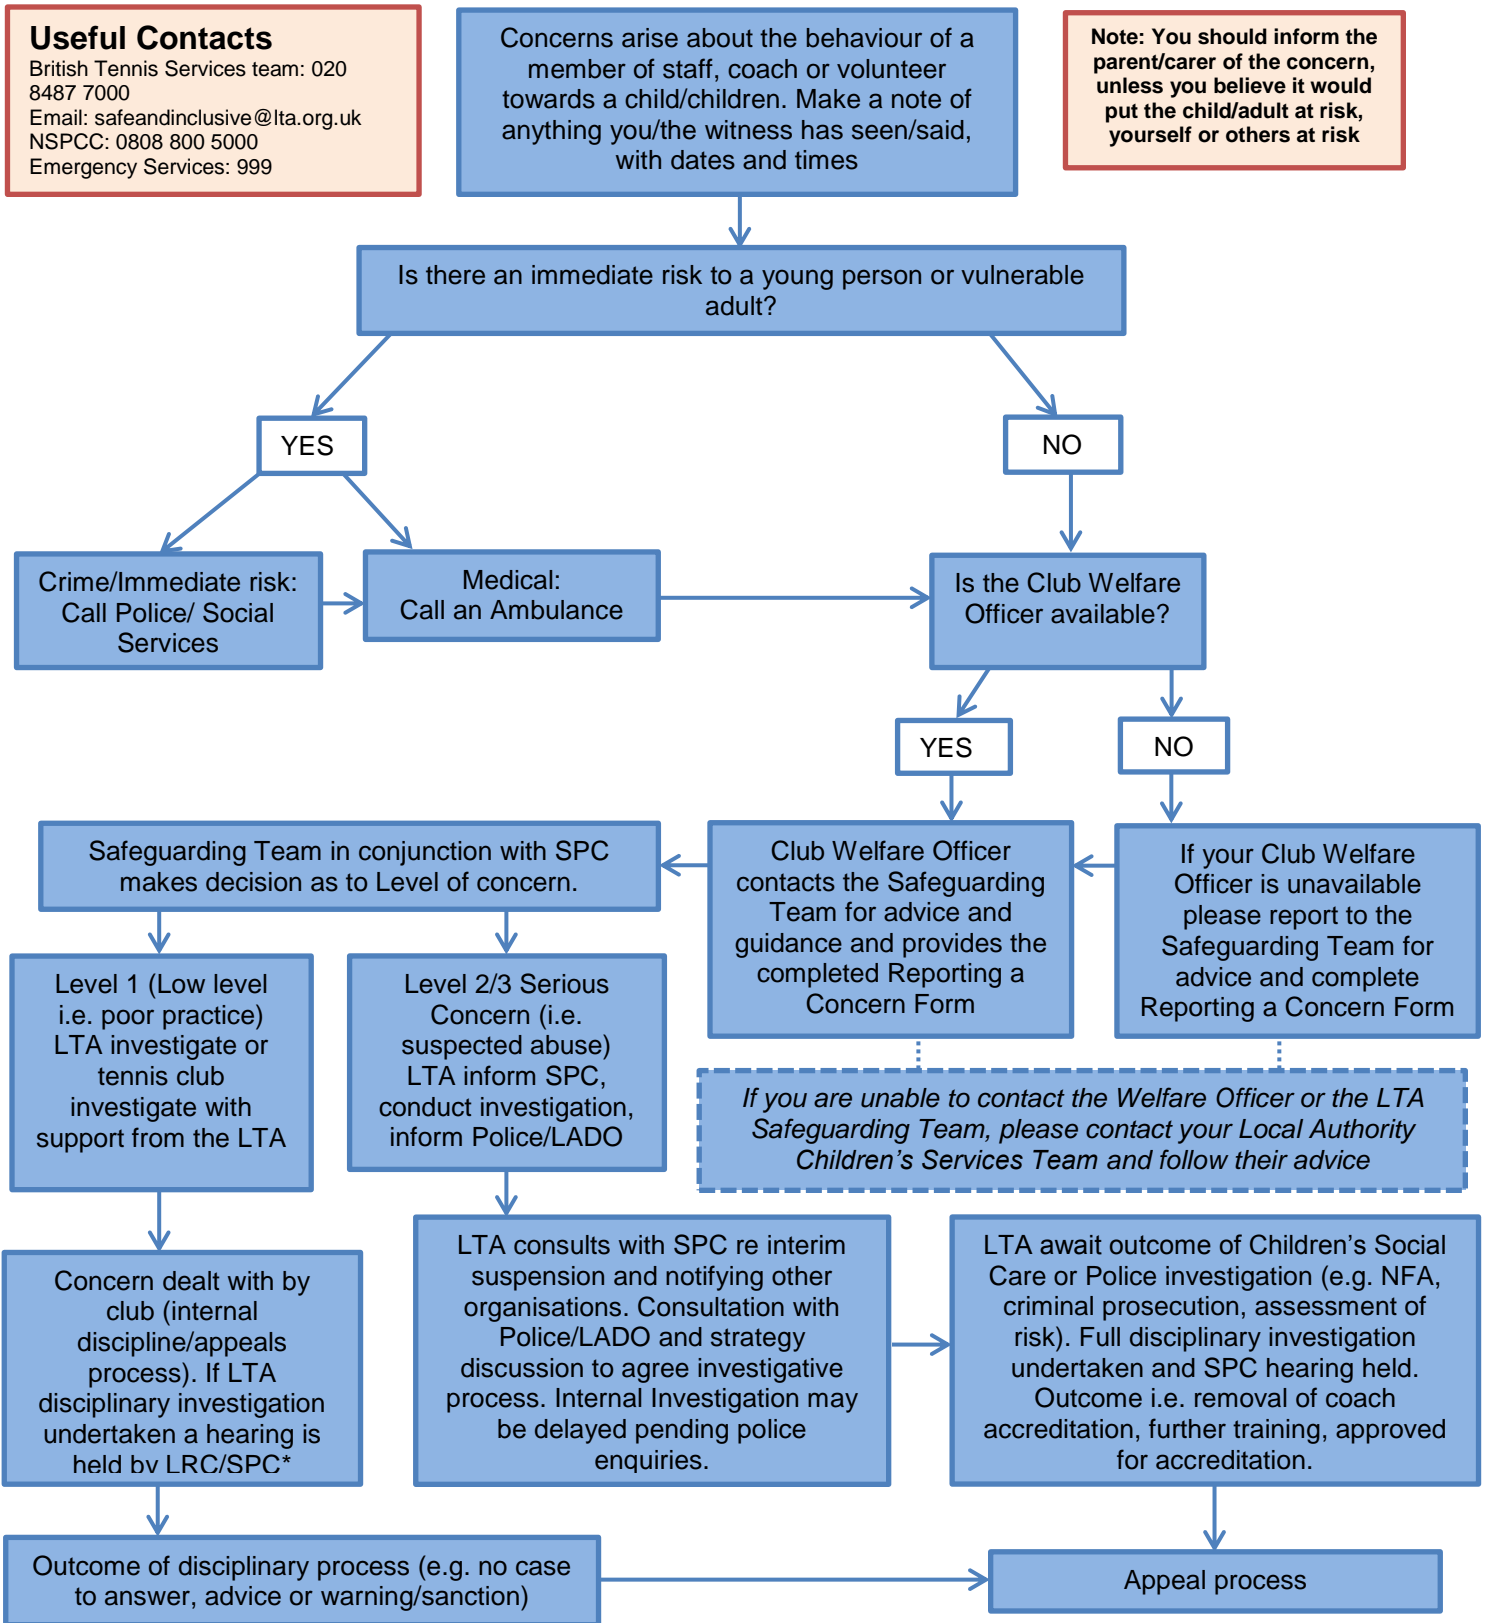 Useful Contacts
British Tennis Services team: 020
8487 7000
Email: safeandinclusive@lta.org.uk
NSPCC: 0808 800 5000
Emergency Services: 999
Concerns arise about the behaviour of a
member of staff, coach or volunteer
towards a child/children. Make a note of
anything you/the witness has seen/said,
with dates and times
Note: You should inform the
parent/carer of the concern,
unless you believe it would
put the child/adult at risk,
yourself or others at risk
Is there an immediate risk to a young person or vulnerable
adult?
YES
NO
Crime/Immediate risk:
Call Police/ Social
Services
Medical:
Call an Ambulance
Is the Club Welfare
Officer available?
YES
NO
Safeguarding Team in conjunction with SPC
makes decision as to Level of concern.
Club Welfare Officer
contacts the Safeguarding
Team for advice and
guidance and provides the
completed Reporting a
Concern Form
If your Club Welfare
Officer is unavailable
please report to the
Safeguarding Team for
advice and complete
Reporting a Concern Form
Level 1 (Low level
i.e. poor practice)
LTA investigate or
tennis club
investigate with
support from the LTA
Level 2/3 Serious
Concern (i.e.
suspected abuse)
LTA inform SPC,
conduct investigation,
inform Police/LADO
If you are unable to contact the Welfare Officer or the LTA
Safeguarding Team, please contact your Local Authority
Children's Services Team and follow their advice
Concern dealt with by
club (internal
discipline/appeals
process). If LTA
disciplinary investigation
undertaken a hearing is
held by LRC/SPC*
LTA consults with SPC re interim
suspension and notifying other
organisations. Consultation with
Police/LADO and strategy
discussion to agree investigative
process. Internal Investigation may
be delayed pending police
enquiries.
LTA await outcome of Children's Social
Care or Police investigation (e.g. NFA,
criminal prosecution, assessment of
risk). Full disciplinary investigation
undertaken and SPC hearing held.
Outcome i.e. removal of coach
accreditation, further training, approved
for accreditation.
Outcome of disciplinary process (e.g. no case
to answer, advice or warning/sanction)
Appeal process